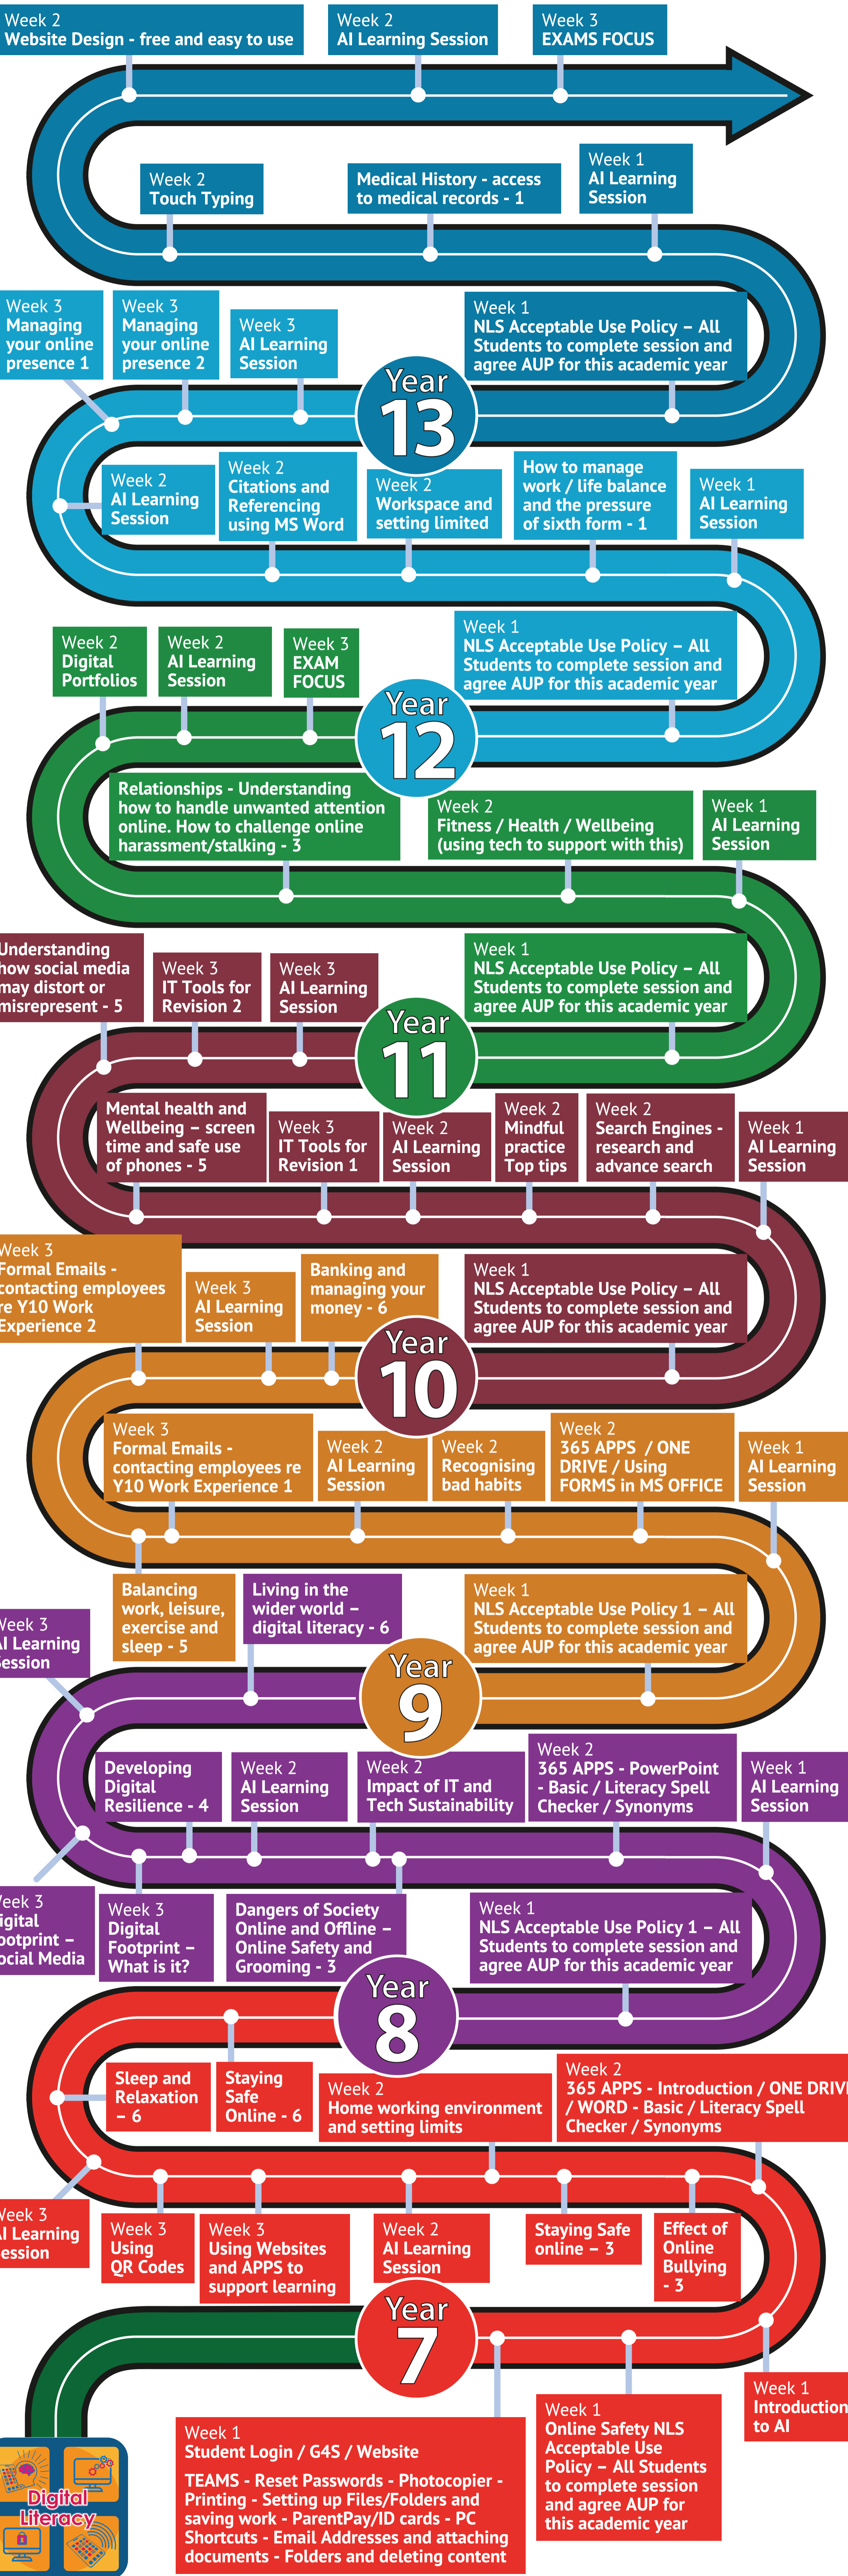 Week 2
Website Design - free and easy to use
Week 2
AI Learning Session
Week 3
EXAMS FOCUS
Week 2
Touch Typing
Medical History - access
to medical records - 1
Week 1
AI Learning
Session
Week 3
Managing
your online
presence 1
Week 3
Managing
your online
presence 2
Week 3
AI Learning
Session
Week 1
NLS Acceptable Use Policy – All
Students to complete session and
agree AUP for this academic year
Year
13
Week 2
AI Learning
Session
Week 2
Citations and
Referencing
using MS Word
Week 2
Workspace and
setting limited
How to manage
work / life balance
and the pressure
of sixth form - 1
Week 1
AI Learning
Session
Week 2
Digital
Portfolios
Week 2
AI Learning
Session
Week 3
EXAM
FOCUS
Week 1
NLS Acceptable Use Policy – All
Students to complete session and
agree AUP for this academic year
Year
12
Relationships - Understanding
how to handle unwanted attention
online. How to challenge online
harassment/stalking - 3
Week 2
Fitness / Health / Wellbeing
(using tech to support with this)
Week 1
AI Learning
Session
Understanding
how social media
may distort or
misrepresent - 5
Week 3
IT Tools for
Revision 2
Week 3
AI Learning
Session
Week 1
NLS Acceptable Use Policy – All
Students to complete session and
agree AUP for this academic year
Year
11
Mental health and
Wellbeing – screen
time and safe use
of phones - 5
Week 3
IT Tools for
Revision 1
Week 2
AI Learning
Session
Week 2
Mindful
practice
Top tips
Week 2
Search Engines -
research and
advance search
Week 1
AI Learning
Session
Week 3
Formal Emails -
contacting employees
re Y10 Work
Experience 2
Week 3
AI Learning
Session
Banking and
managing your
money - 6
Week 1
NLS Acceptable Use Policy – All
Students to complete session and
agree AUP for this academic year
Year
10
Week 3
Formal Emails -
contacting employees re
Y10 Work Experience 1
Week 2
AI Learning
Session
Week 2
Recognising
bad habits
Week 2
365 APPS / ONE
DRIVE / Using
FORMS in MS OFFICE
Week 1
AI Learning
Session
Balancing
work, leisure,
exercise and
sleep - 5
Living in the
wider world –
digital literacy - 6
Week 1
NLS Acceptable Use Policy 1 – All
Students to complete session and
agree AUP for this academic year
Week 3
AI Learning
Session
Year
9
Developing
Digital
Resilience - 4
Week 2
AI Learning
Session
Week 2
Impact of IT and
Tech Sustainability
Week 2
365 APPS - PowerPoint
- Basic / Literacy Spell
Checker / Synonyms
Week 1
AI Learning
Session
eek 3
igital
ootprint –
ocial Media
Week 3
Digital
Footprint –
What is it?
Dangers of Society
Online and Offline –
Online Safety and
Grooming - 3
Week 1
NLS Acceptable Use Policy 1 – All
Students to complete session and
agree AUP for this academic year
Year
8
Sleep and
Relaxation
– 6
Staying
Safe
Online - 6
Week 2
Home working environment
and setting limits
Week 2
365 APPS - Introduction / ONE DRIVE
/ WORD - Basic / Literacy Spell
Checker / Synonyms
Week 3
AI Learning
Session
Week 3
Using
QR Codes
Week 3
Using Websites
and APPS to
support learning
Week 2
AI Learning
Session
Staying Safe
online – 3
Effect of
Online
Bullying
- 3
Year
7
Week 1
Introduction
to AI
Week 1
Student Login / G4S / Website
TEAMS - Reset Passwords - Photocopier -
Printing - Setting up Files/Folders and
saving work - ParentPay/ID cards - PC
Shortcuts - Email Addresses and attaching
documents - Folders and deleting content
Week 1
Online Safety NLS
Acceptable Use
Policy – All Students
to complete session
and agree AUP for
this academic year
Digital
Literacy